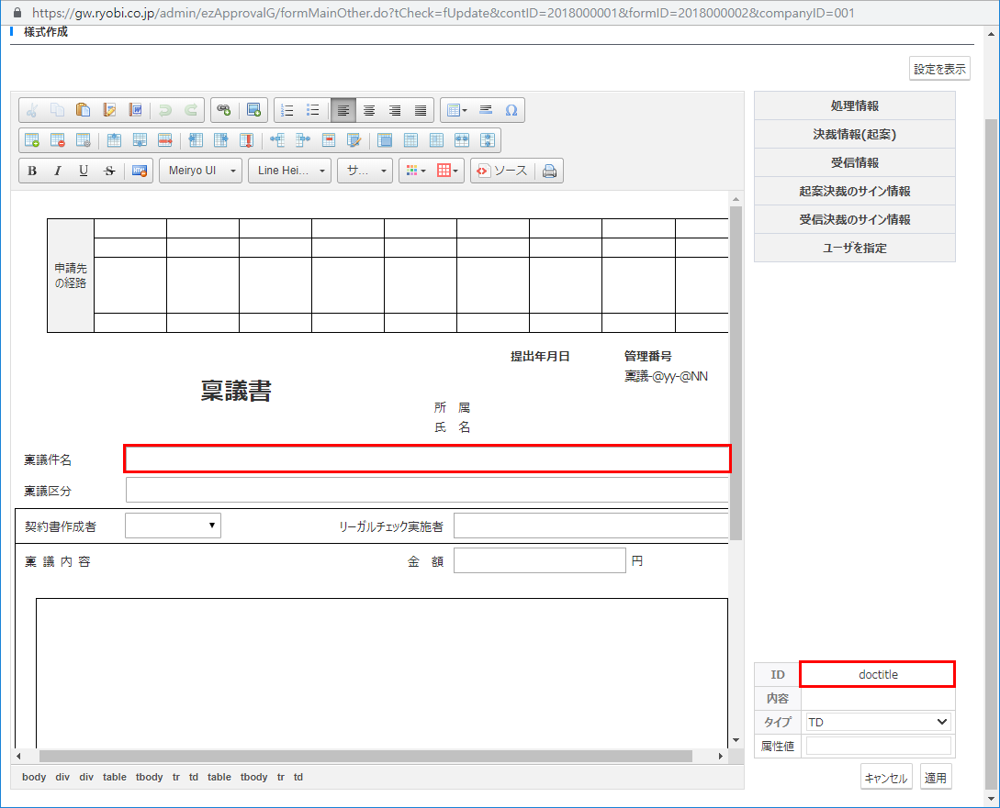 https://gw.ryobi.co.jp/admin/ezApprovalG/formMainOther.do?tCheck=fUpdate&contID=2018000001&formID=2018000002&companyID=001
様式作成
設定を表示
B I U S Meiryo UI Line Hei... サ... ソース
処理情報
決裁情報(起案)
受信情報
起案決裁のサイン情報
受信決裁のサイン情報
ユーザを指定
申請先
の経路
提出年月日 管理番号
稟議-@yy-@NN
稟議書
所 属
氏 名
稟議件名
稟議区分
契約書作成者 リーガルチェック実施者
稟 議 内 容 金 額 円
ID doctitle
内容
タイプ TD
属性値
キャンセル 適用
body div div table tbody tr td table tbody tr td